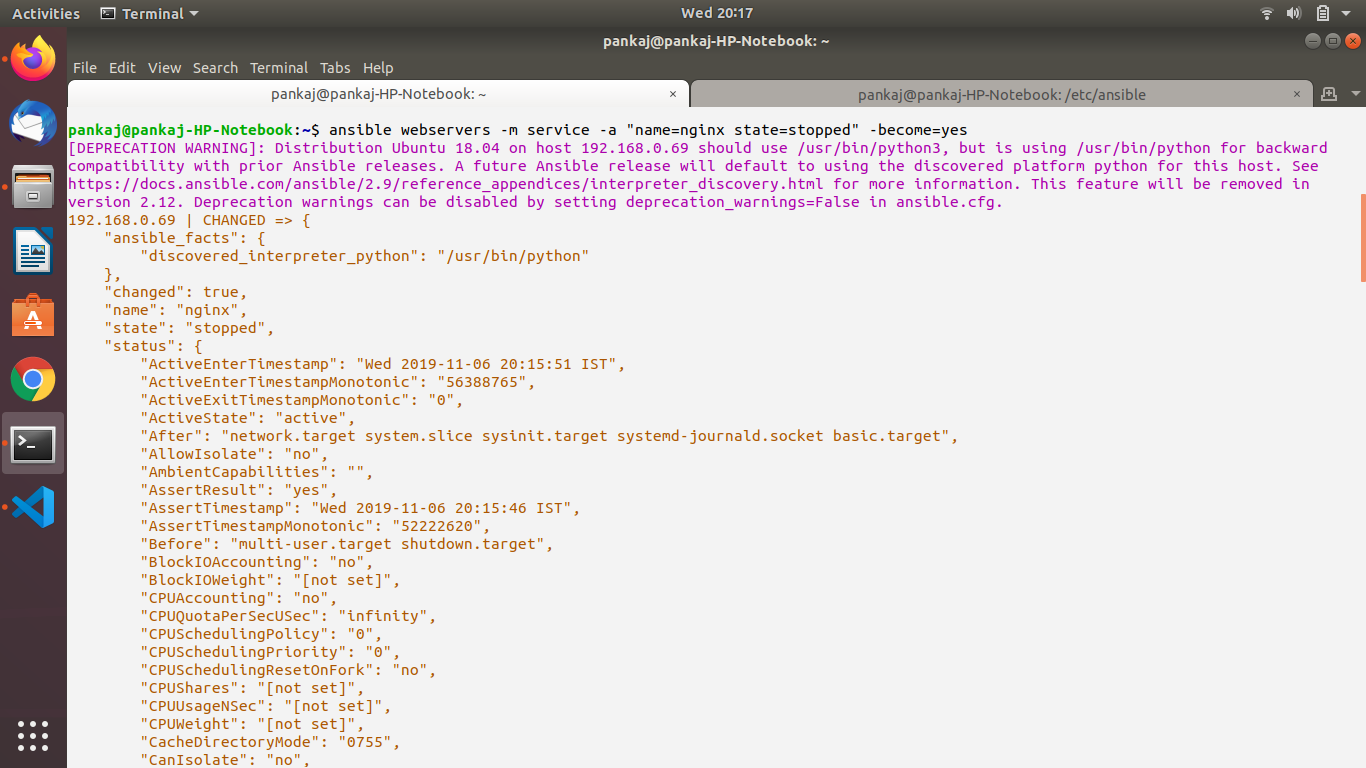 Activities Terminal Wed 20:17
pankaj@pankaj-HP-Notebook: ~
File Edit View Search Terminal Tabs Help
pankaj@pankaj-HP-Notebook: ~ × pankaj@pankaj-HP-Notebook: /etc/ansible ×
pankaj@pankaj-HP-Notebook:~$ ansible webservers -m service -a "name=nginx state=stopped" -become=yes
[DEPRECATION WARNING]: Distribution Ubuntu 18.04 on host 192.168.0.69 should use /usr/bin/python3, but is using /usr/bin/python for backward
compatibility with prior Ansible releases. A future Ansible release will default to using the discovered platform python for this host. See
https://docs.ansible.com/ansible/2.9/reference_appendices/interpreter_discovery.html for more information. This feature will be removed in
version 2.12. Deprecation warnings can be disabled by setting deprecation_warnings=False in ansible.cfg.
192.168.0.69 | CHANGED => {
    "ansible_facts": {
        "discovered_interpreter_python": "/usr/bin/python"
    },
    "changed": true,
    "name": "nginx",
    "state": "stopped",
    "status": {
        "ActiveEnterTimestamp": "Wed 2019-11-06 20:15:51 IST",
        "ActiveEnterTimestampMonotonic": "56388765",
        "ActiveExitTimestampMonotonic": "0",
        "ActiveState": "active",
        "After": "network.target system.slice sysinit.target systemd-journald.socket basic.target",
        "AllowIsolate": "no",
        "AmbientCapabilities": "",
        "AssertResult": "yes",
        "AssertTimestamp": "Wed 2019-11-06 20:15:46 IST",
        "AssertTimestampMonotonic": "52222620",
        "Before": "multi-user.target shutdown.target",
        "BlockIOAccounting": "no",
        "BlockIOWeight": "[not set]",
        "CPUAccounting": "no",
        "CPUQuotaPerSecUSec": "infinity",
        "CPUSchedulingPolicy": "0",
        "CPUSchedulingPriority": "0",
        "CPUSchedulingResetOnFork": "no",
        "CPUShares": "[not set]",
        "CPUUsageNSec": "[not set]",
        "CPUWeight": "[not set]",
        "CacheDirectoryMode": "0755",
        "CanIsolate": "no",